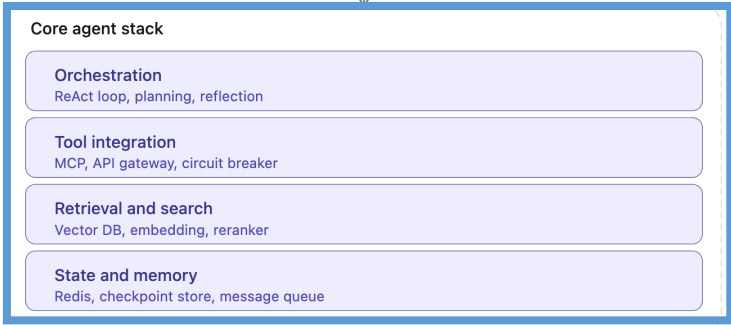 Core agent stack
Orchestration
ReAct loop, planning, reflection
Tool integration
MCP, API gateway, circuit breaker
Retrieval and search
Vector DB, embedding, reranker
State and memory
Redis, checkpoint store, message queue